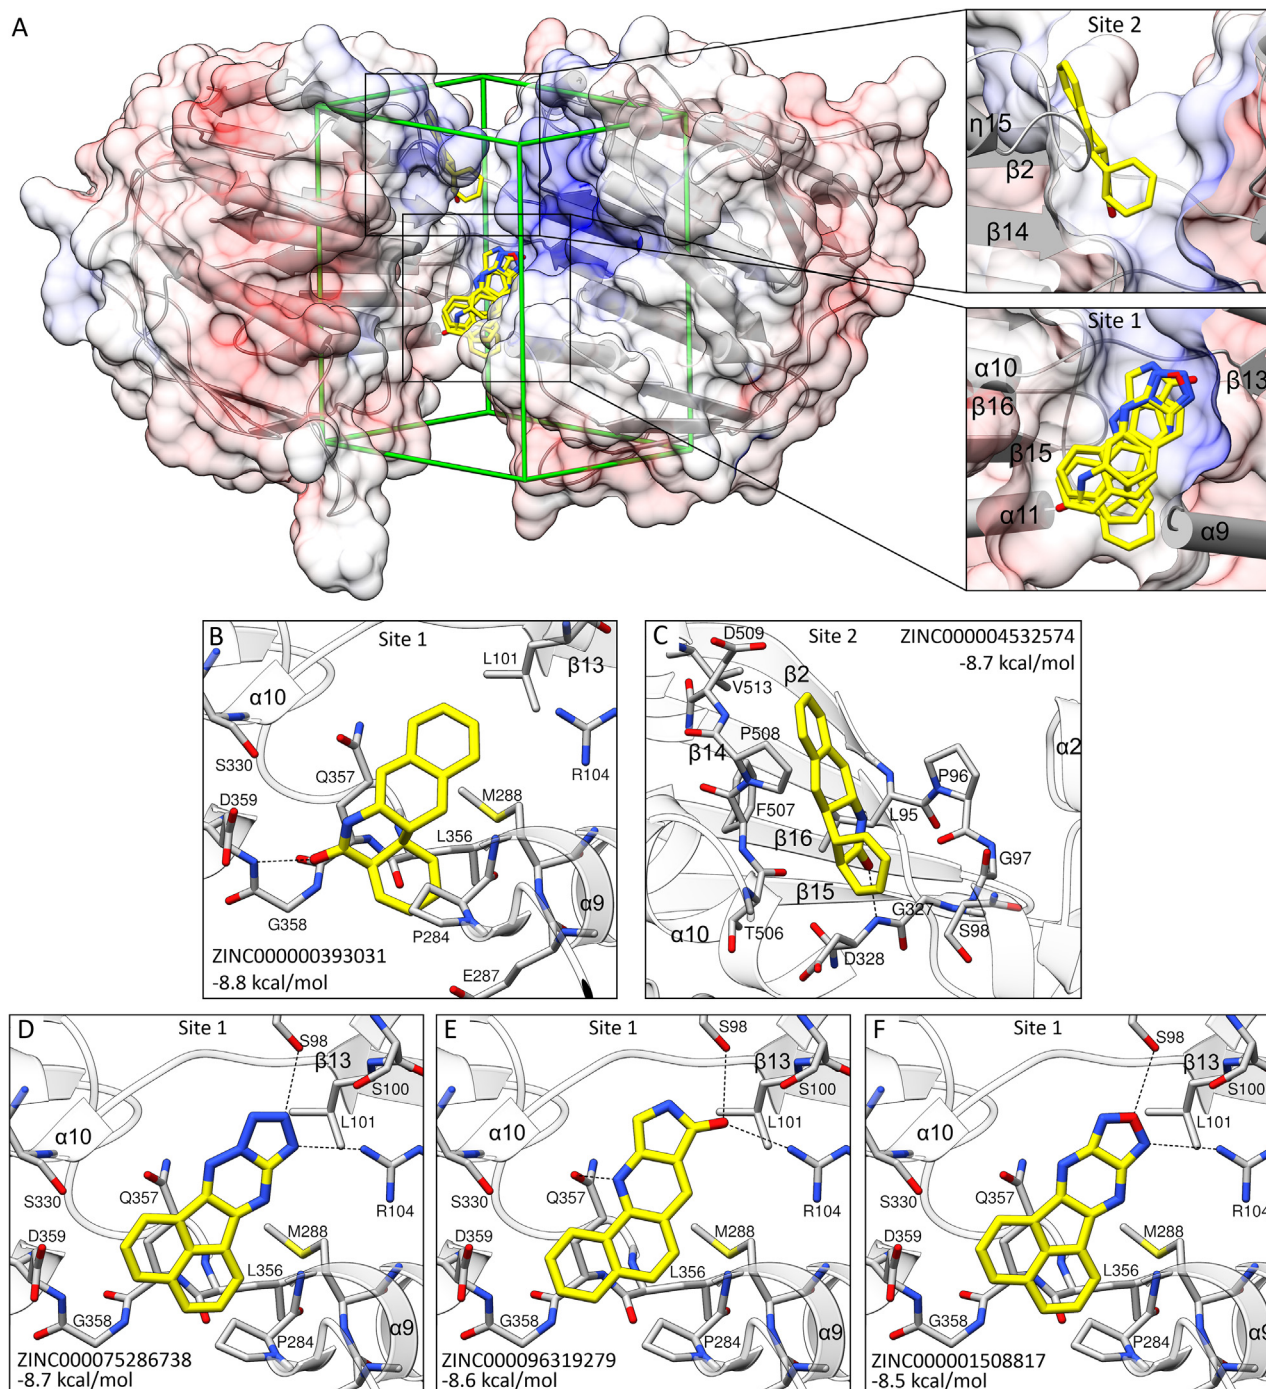 A
Site 2
η15
β2
β14
Site 1
α10
β13
β16
β15
α11
α9
B
Site 1
L101
β13
α10
S330
Q357
R104
D359
M288
L356
G358
P284
α9
ZINC000000393031
-8.8 kcal/mol
E287
C
D509
Site 2
ZINC000004532574
-8.7 kcal/mol
V513
β2
β14
P508
α2
P96
F507
L95
β16
G97
β15
G327
S98
α10
T506
D328
D
Site 1
S98
β13
S100
L101
α10
Q357
S330
R104
D359
M288
L356
G358
P284
α9
ZINC000075286738
-8.7 kcal/mol
E
Site 1
S98
β13
S100
L101
α10
Q357
S330
R104
D359
M288
L356
G358
P284
α9
ZINC000096319279
-8.6 kcal/mol
F
Site 1
S98
β13
S100
L101
α10
Q357
S330
R104
D359
M288
L356
G358
P284
α9
ZINC000001508817
-8.5 kcal/mol